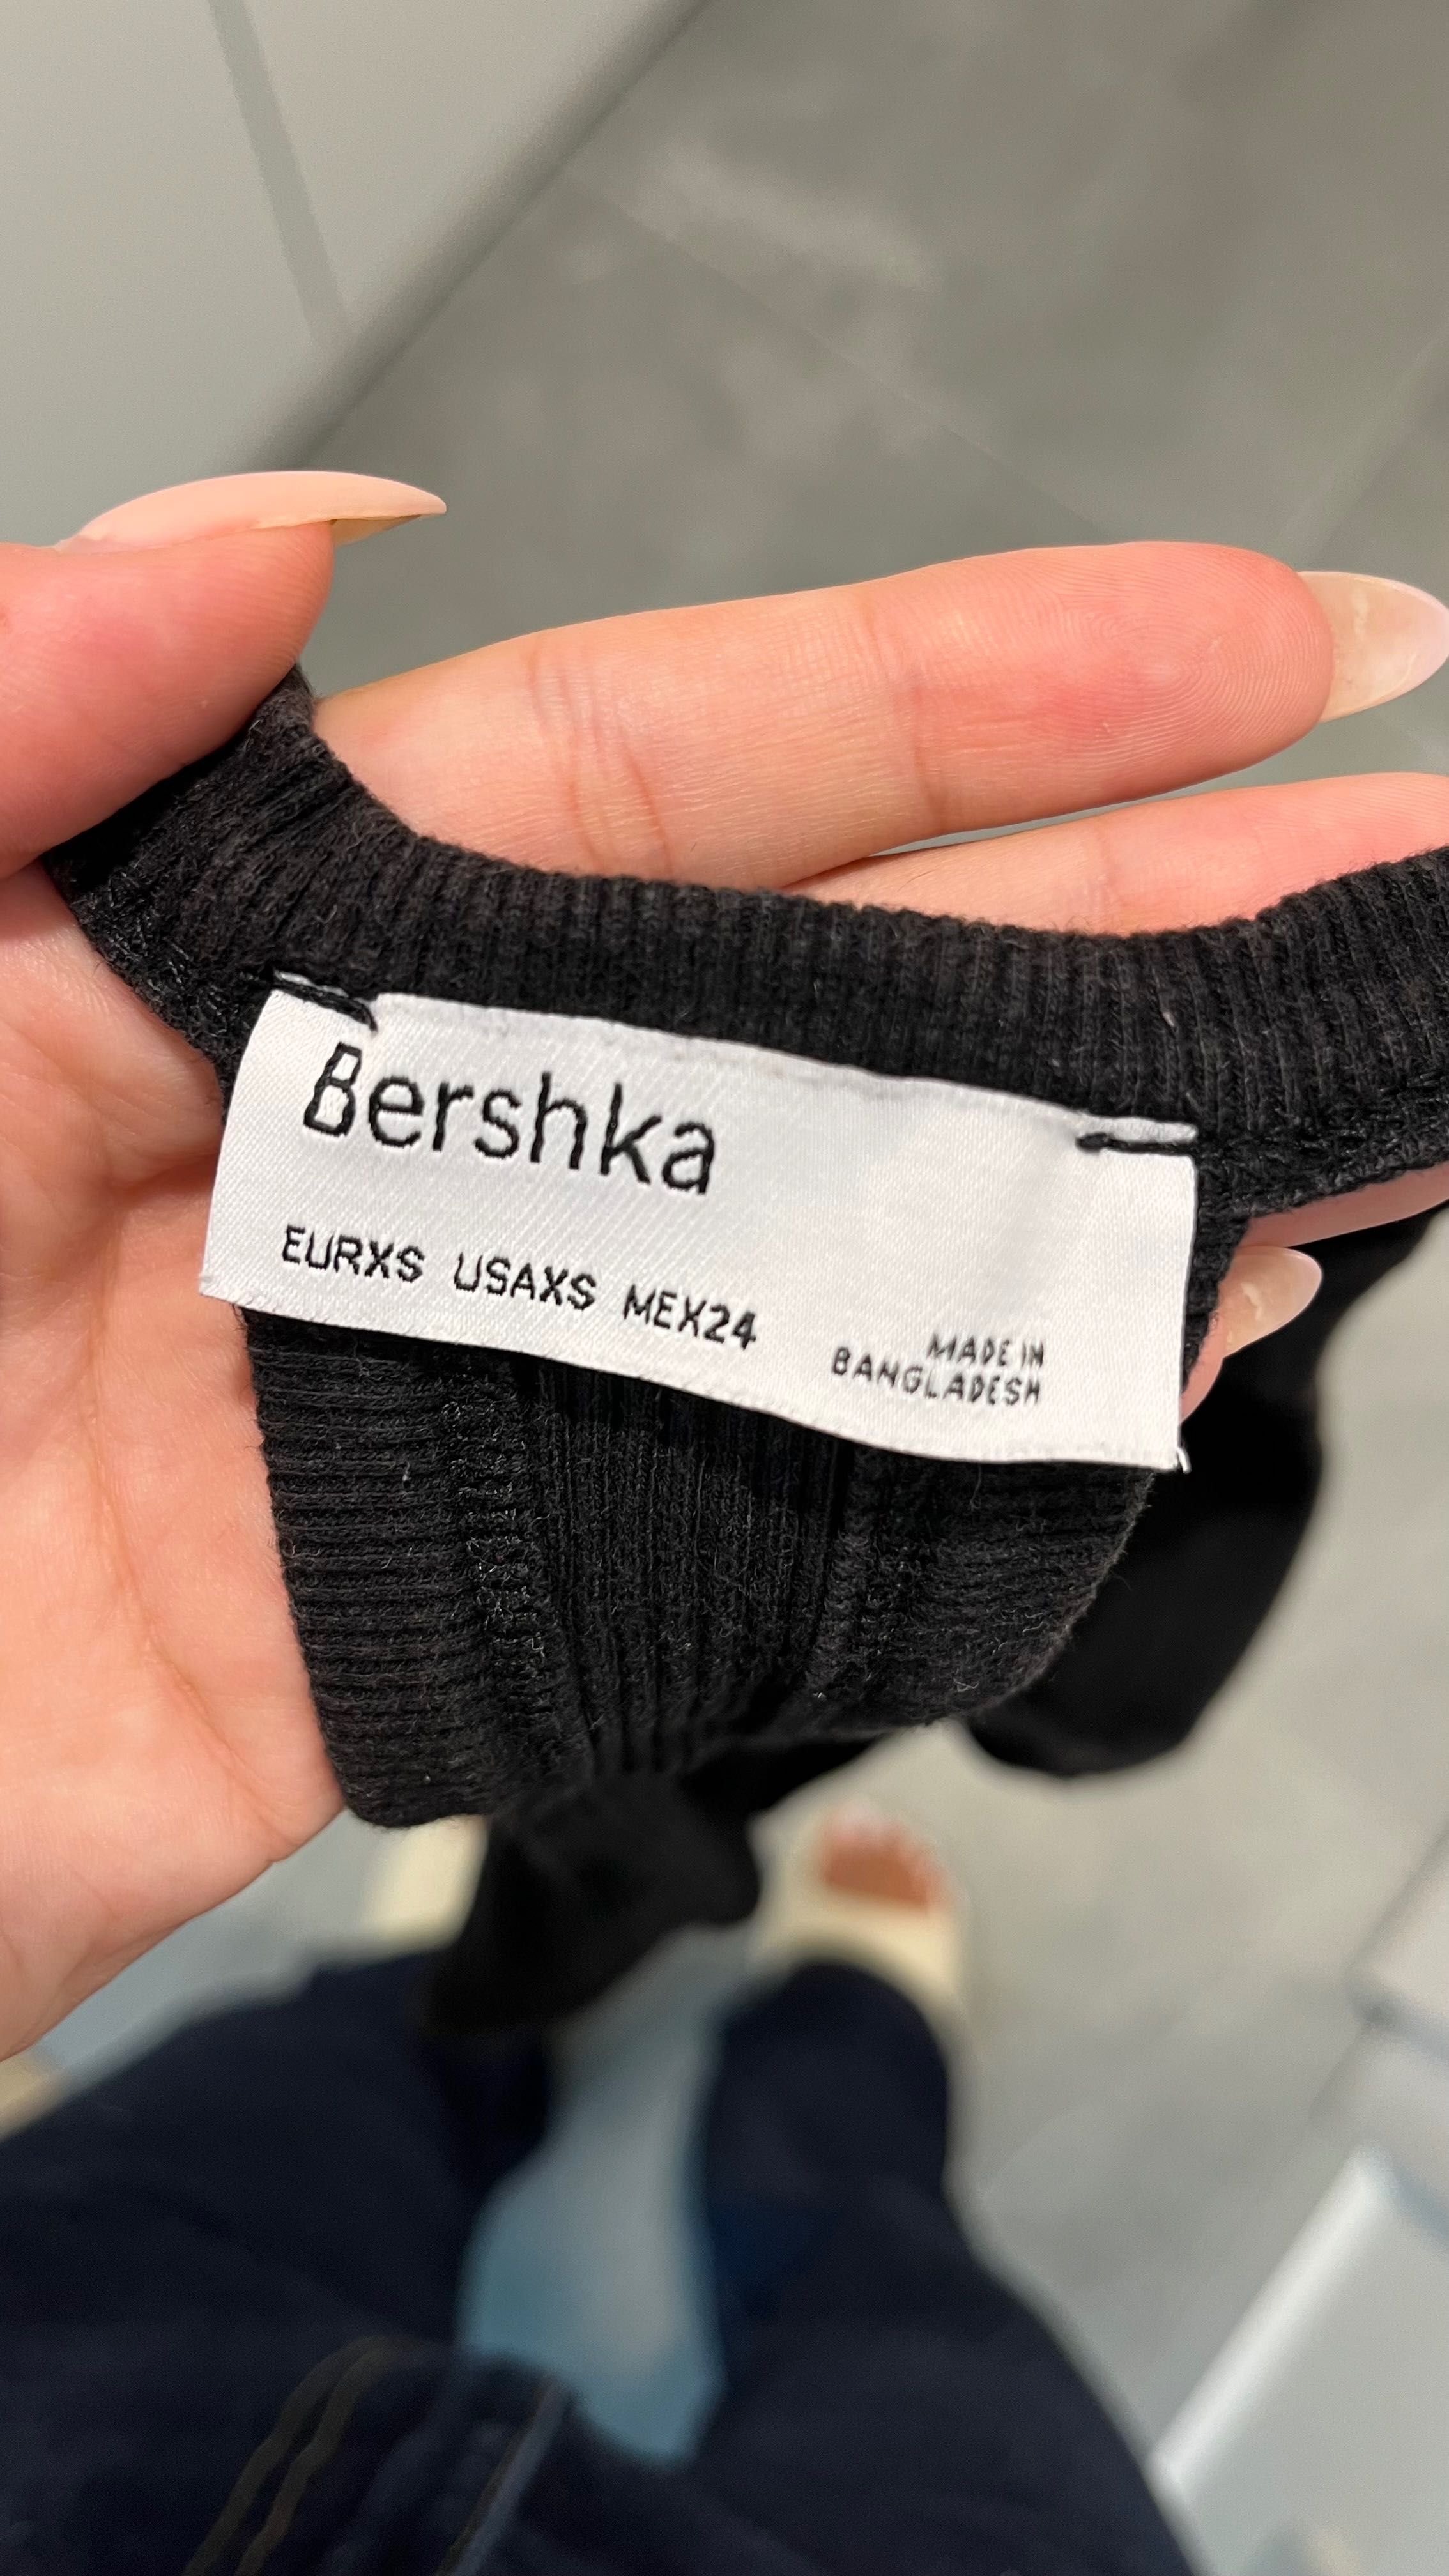 Bershka
EURXS USAXS MEX24
MADE IN
BANGLADESH